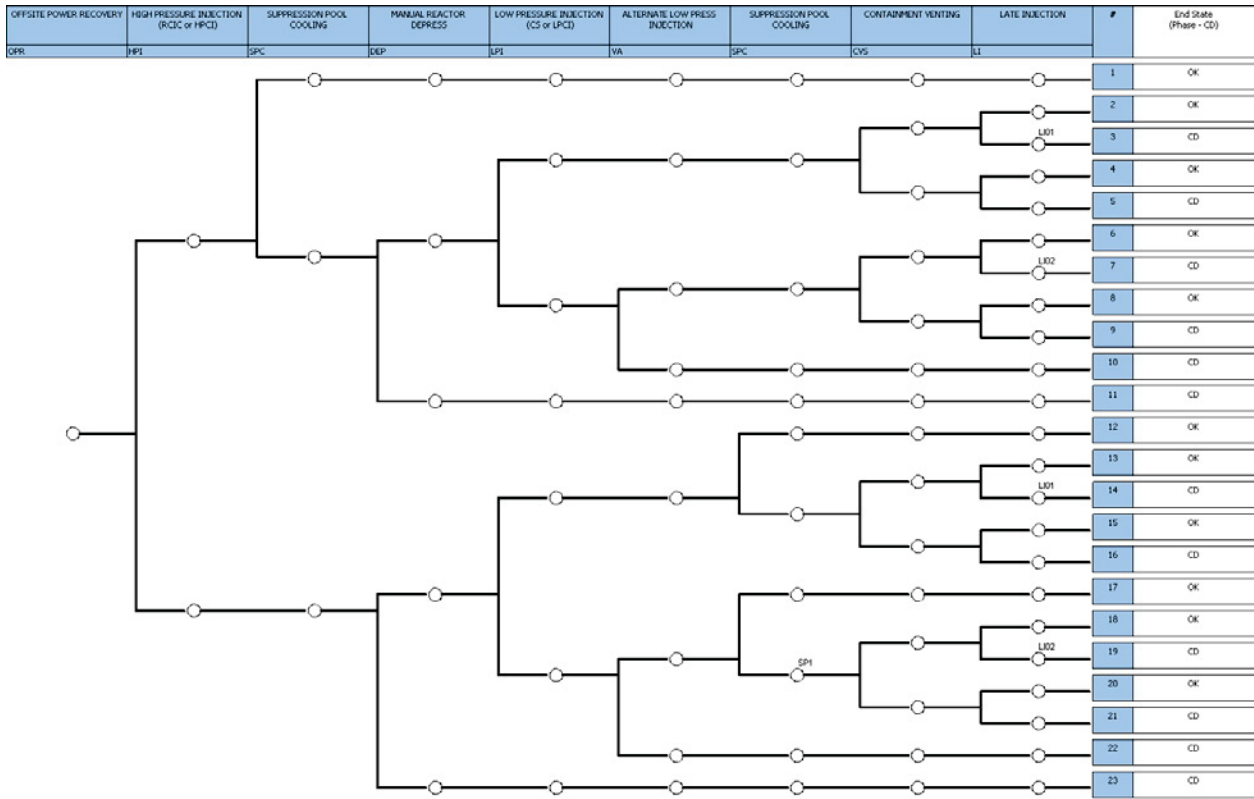 OFFSITE POWER RECOVERY
HIGH PRESSURE INJECTION
(RCIC or HPCI)
SUPPRESSION POOL
COOLING
MANUAL REACTOR
DEPRESS
LOW PRESSURE INJECTION
(CS or LPCI)
ALTERNATE LOW PRESS
INJECTION
SUPPRESSION POOL
COOLING
CONTAINMENT VENTING
LATE INJECTION
#
End State
(Phase - CD)
OPR
HPI
SPC
DEP
LPI
VA
SPC
CVS
LI
1 OK
2 OK
LI01
3 CD
4 OK
5 CD
6 OK
LI02
7 CD
8 OK
9 CD
10 CD
11 CD
12 OK
13 OK
LI01
14 CD
15 OK
16 CD
17 OK
18 OK
LI02
19 CD
SP1
20 OK
21 CD
22 CD
23 CD